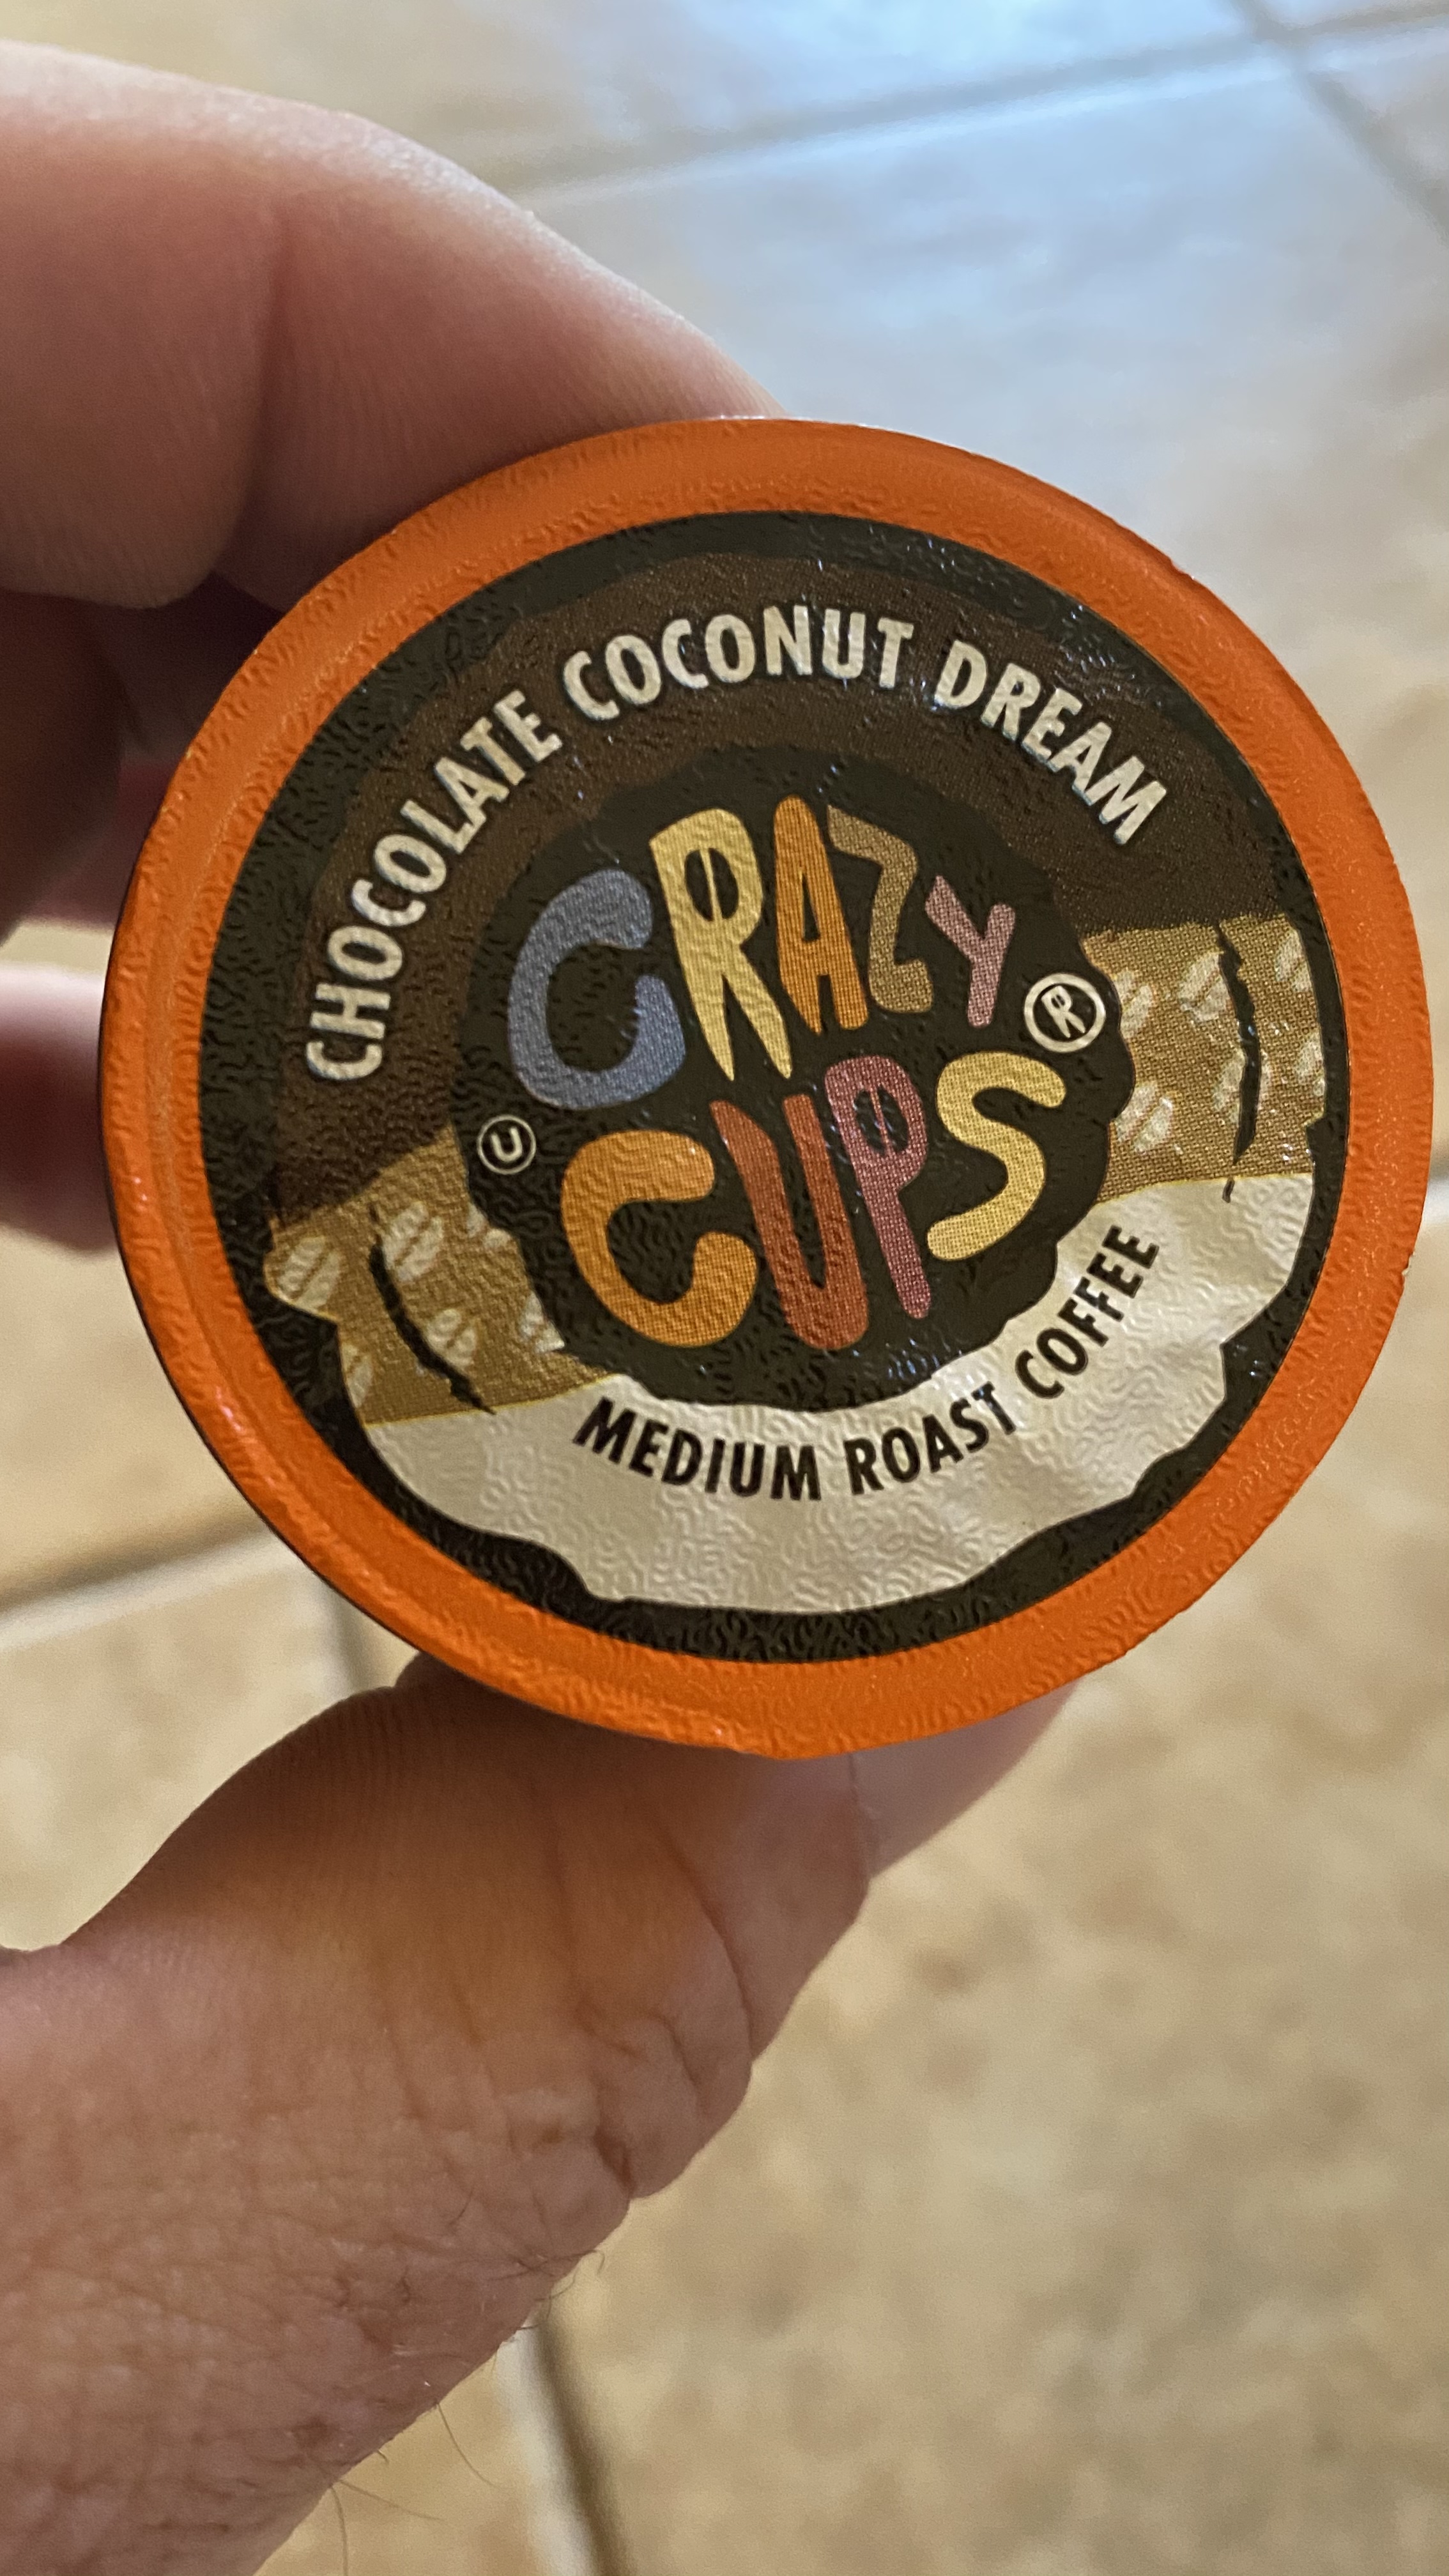 CHOCOLATE COCONUT DREAM
CRAZY
CUPS®
U
MEDIUM ROAST COFFEE